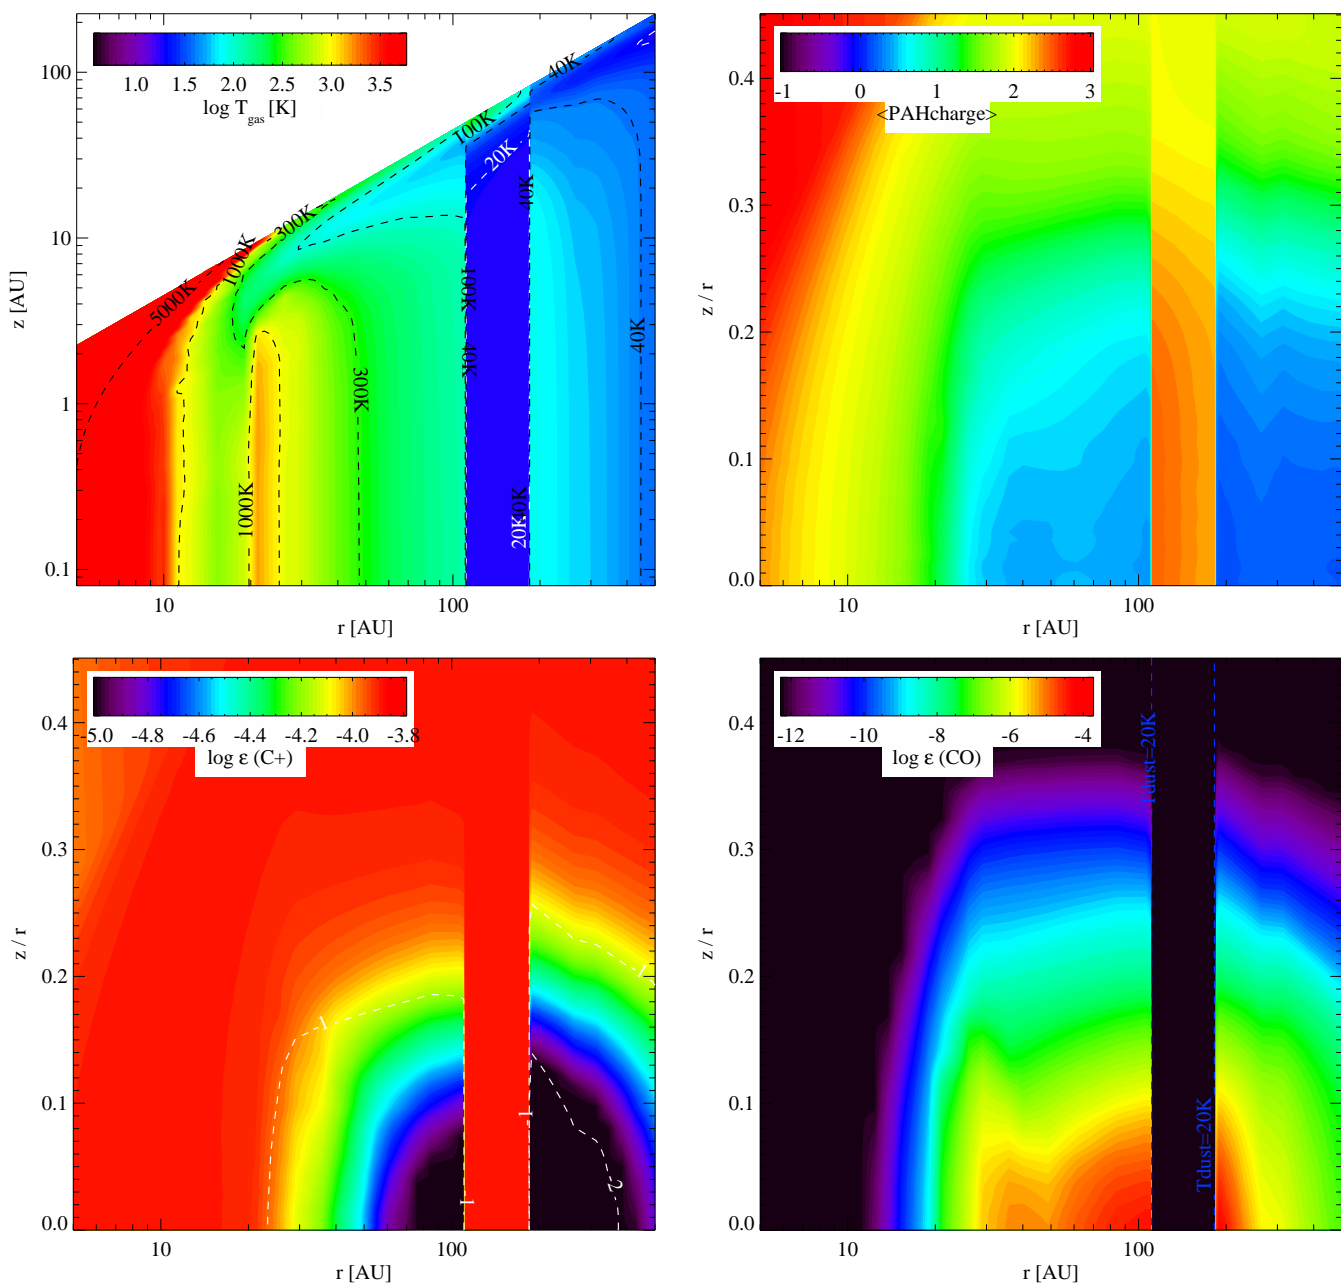 100
10
1
0.1
z [AU]
1.0 1.5 2.0 2.5 3.0 3.5
log T_gas [K]
5000K
1000K
300K
100K
40K
20K
40K
100K
40K
300K
1000K
40K
20K
40K
10 100
r [AU]
0.4
0.3
0.2
0.1
0.0
z / r
-1 0 1 2 3
<PAHcharge>
10 100
r [AU]
0.4
0.3
0.2
0.1
0.0
z / r
-5.0 -4.8 -4.6 -4.4 -4.2 -4.0 -3.8
log ε (C+)
1
1
1
1
2
10 100
r [AU]
0.4
0.3
0.2
0.1
0.0
z / r
-12 -10 -8 -6 -4
log ε (CO)
Tdust=20K
Tdust=20K
10 100
r [AU]